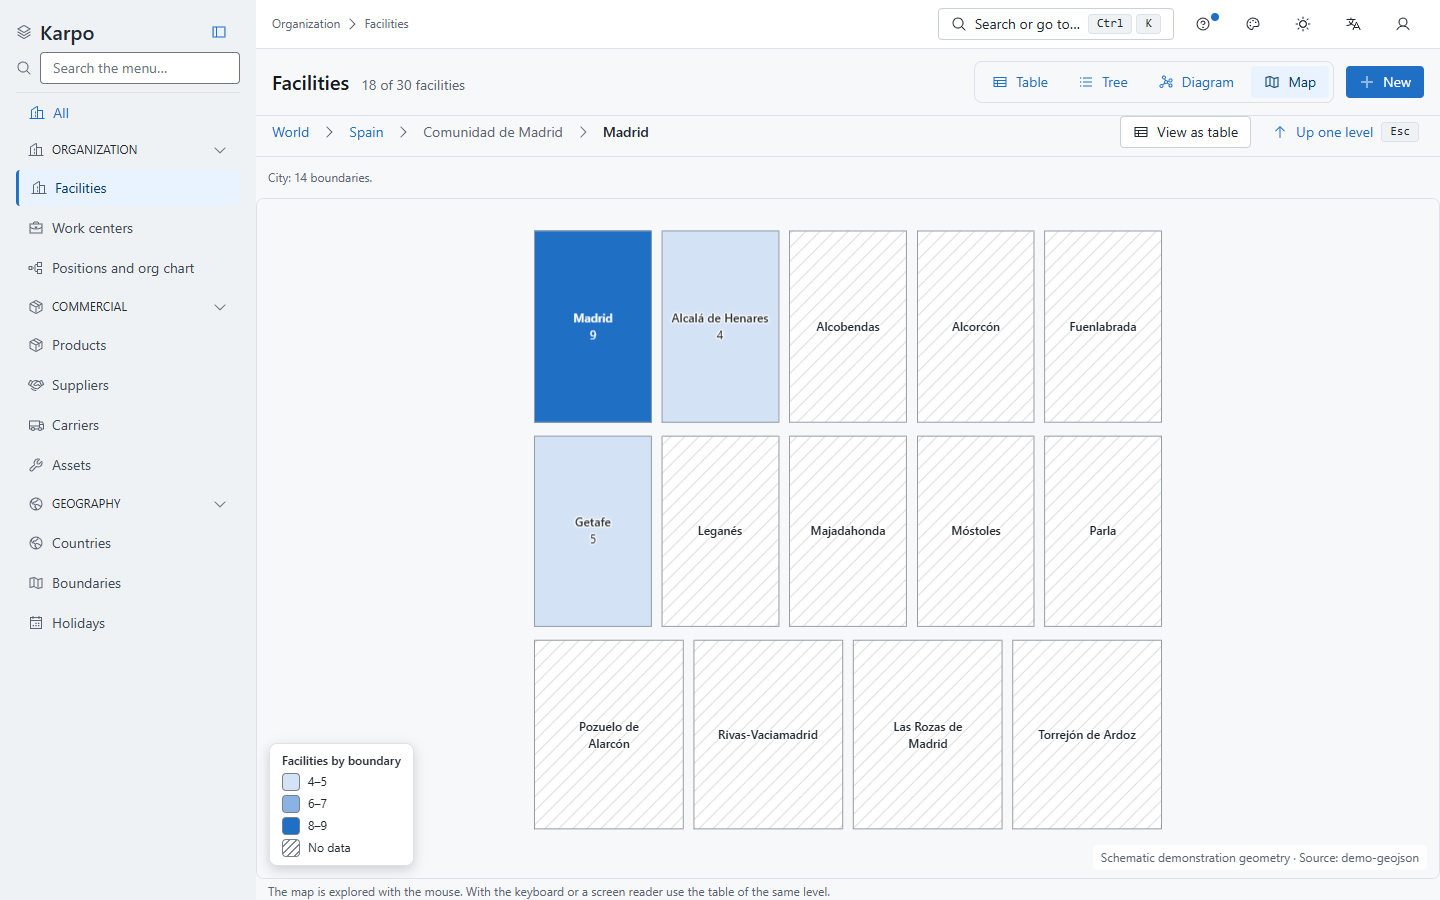 Karpo
Search the menu...
All
ORGANIZATION
Facilities
Work centers
Positions and org chart
COMMERCIAL
Products
Suppliers
Carriers
Assets
GEOGRAPHY
Countries
Boundaries
Holidays
Organization Facilities
Search or go to... Ctrl K
Facilities 18 of 30 facilities
Table Tree Diagram Map New
World Spain Comunidad de Madrid Madrid
View as table Up one level Esc
City: 14 boundaries.
Madrid
9
Alcalá de Henares
4
Alcobendas
Alcorcón
Fuenlabrada
Getafe
5
Leganés
Majadahonda
Móstoles
Parla
Pozuelo de
Alarcón
Rivas-Vaciamadrid
Las Rozas de
Madrid
Torrejón de Ardoz
Facilities by boundary
4–5
6–7
8–9
No data
Schematic demonstration geometry · Source: demo-geojson
The map is explored with the mouse. With the keyboard or a screen reader use the table of the same level.